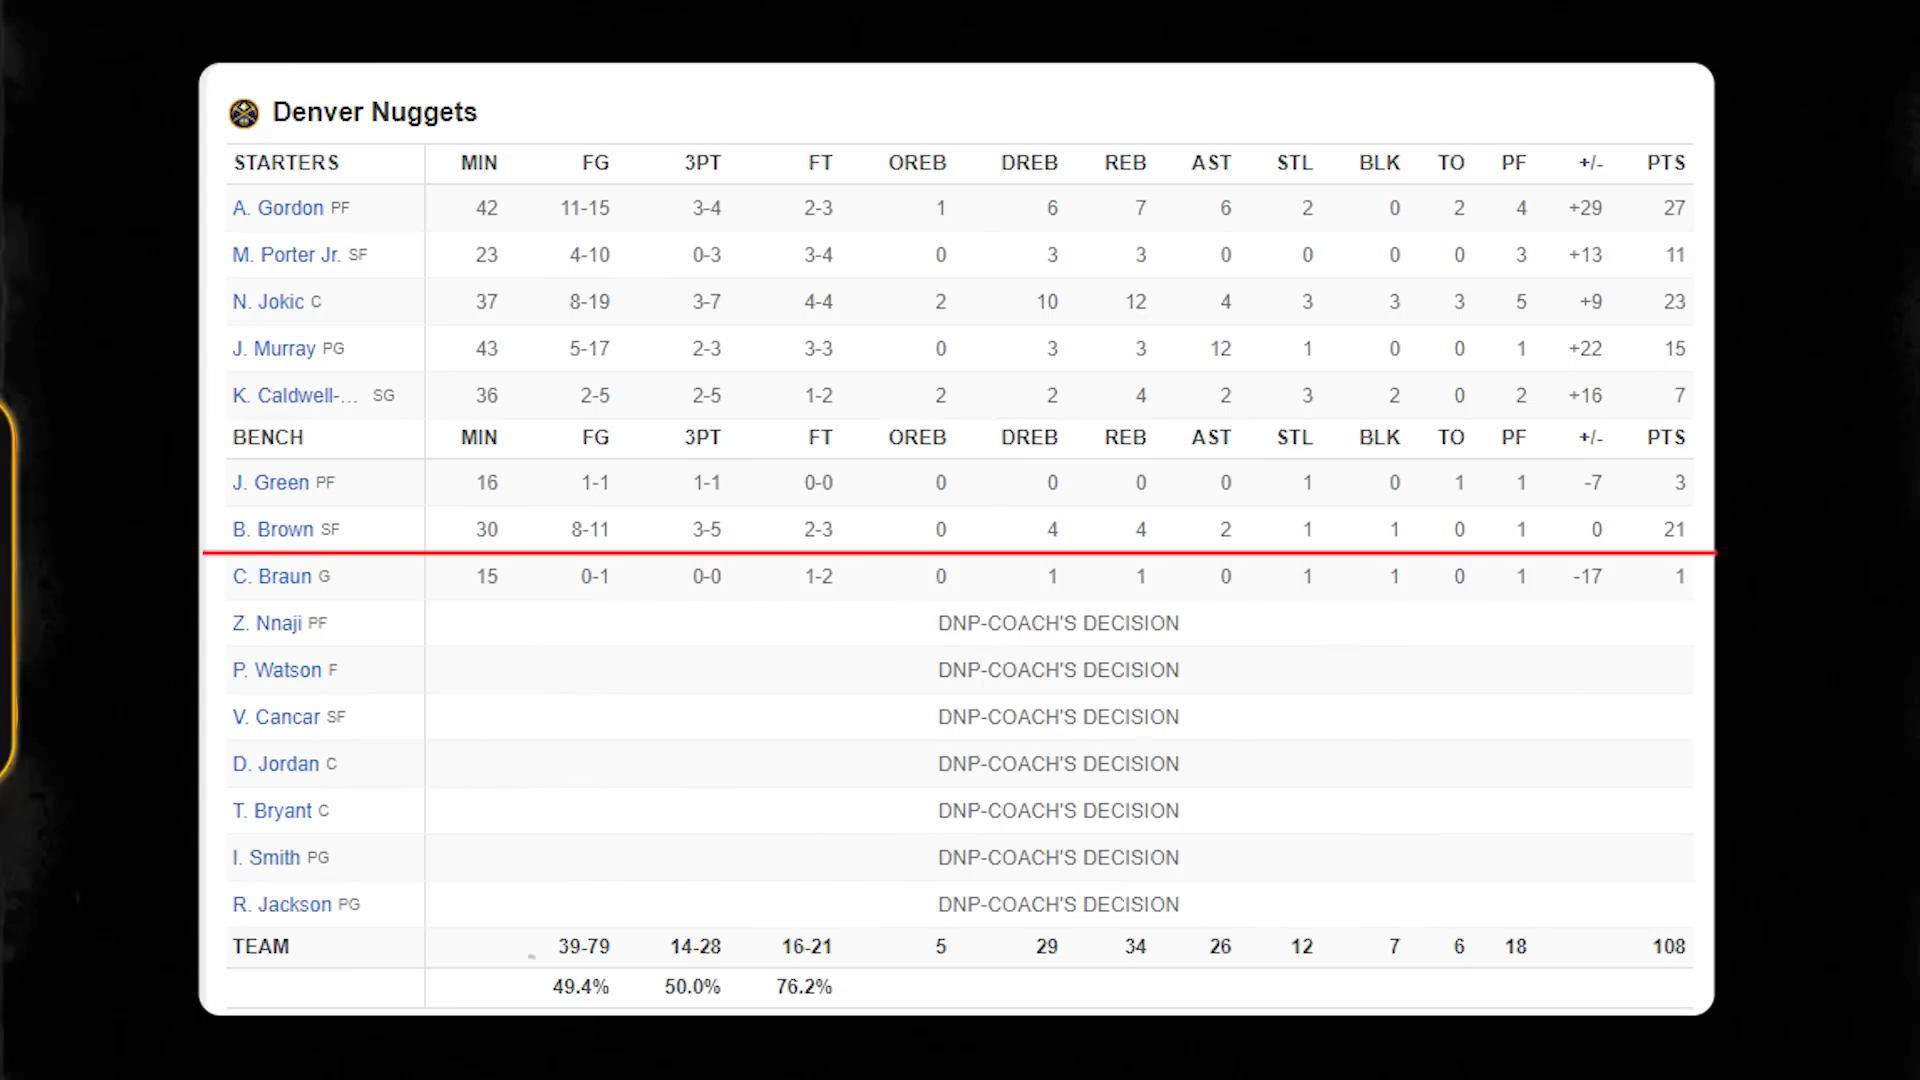 Denver Nuggets
STARTERS MIN FG 3PT FT OREB DREB REB AST STL BLK TO PF +/- PTS
A. Gordon PF 42 11-15 3-4 2-3 1 6 7 6 2 0 2 4 +29 27
M. Porter Jr. SF 23 4-10 0-3 3-4 0 3 3 0 0 0 0 3 +13 11
N. Jokic C 37 8-19 3-7 4-4 2 10 12 4 3 3 3 5 +9 23
J. Murray PG 43 5-17 2-3 3-3 0 3 3 12 1 0 0 1 +22 15
K. Caldwell-... SG 36 2-5 2-5 1-2 2 2 4 2 3 2 0 2 +16 7
BENCH MIN FG 3PT FT OREB DREB REB AST STL BLK TO PF +/- PTS
J. Green PF 16 1-1 1-1 0-0 0 0 0 0 1 0 1 1 -7 3
B. Brown SF 30 8-11 3-5 2-3 0 4 4 2 1 1 0 1 0 21
C. Braun G 15 0-1 0-0 1-2 0 1 1 0 1 1 0 1 -17 1
Z. Nnaji PF DNP-COACH'S DECISION
P. Watson F DNP-COACH'S DECISION
V. Cancar SF DNP-COACH'S DECISION
D. Jordan C DNP-COACH'S DECISION
T. Bryant C DNP-COACH'S DECISION
I. Smith PG DNP-COACH'S DECISION
R. Jackson PG DNP-COACH'S DECISION
TEAM 39-79 14-28 16-21 5 29 34 26 12 7 6 18 108
49.4% 50.0% 76.2%